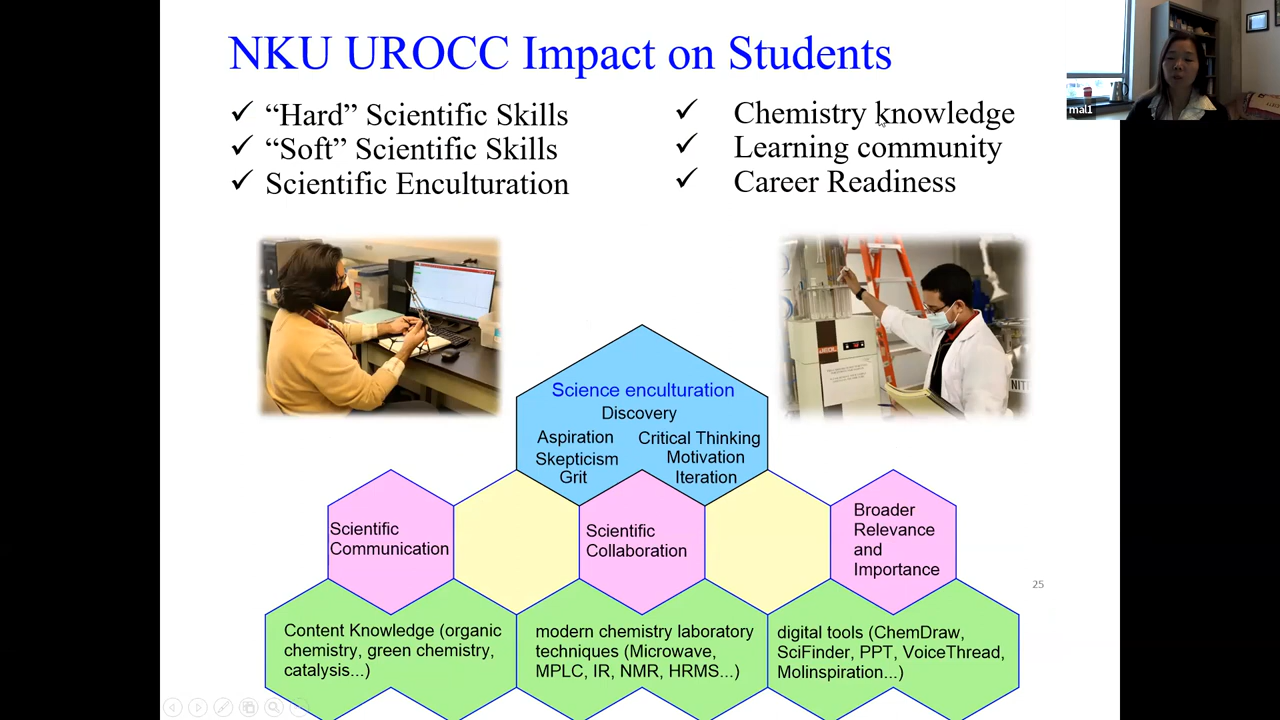 NKU UROCC Impact on Students
✓ “Hard” Scientific Skills
✓ “Soft” Scientific Skills
✓ Scientific Enculturation
✓ Chemistry knowledge
✓ Learning community
✓ Career Readiness
mal1
NIT
Science enculturation
Discovery
Aspiration
Skepticism
Grit
Critical Thinking
Motivation
Iteration
Scientific
Communication
Scientific
Collaboration
Broader
Relevance
and
Importance
25
Content Knowledge (organic
chemistry, green chemistry,
catalysis...)
modern chemistry laboratory
techniques (Microwave,
MPLC, IR, NMR, HRMS...)
digital tools (ChemDraw,
SciFinder, PPT, VoiceThread,
Molinspiration...)